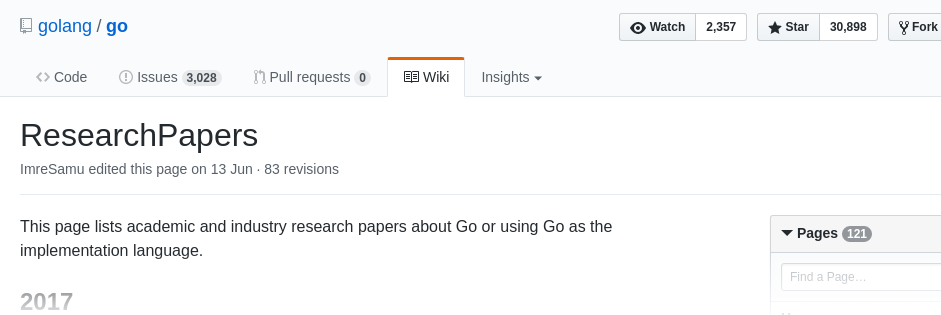 golang / go
Watch 2,357 Star 30,898 Fork
Code Issues 3,028 Pull requests 0 Wiki Insights
ResearchPapers
ImreSamu edited this page on 13 Jun · 83 revisions
This page lists academic and industry research papers about Go or using Go as the
implementation language.
Pages 121
Find a Page…
2017